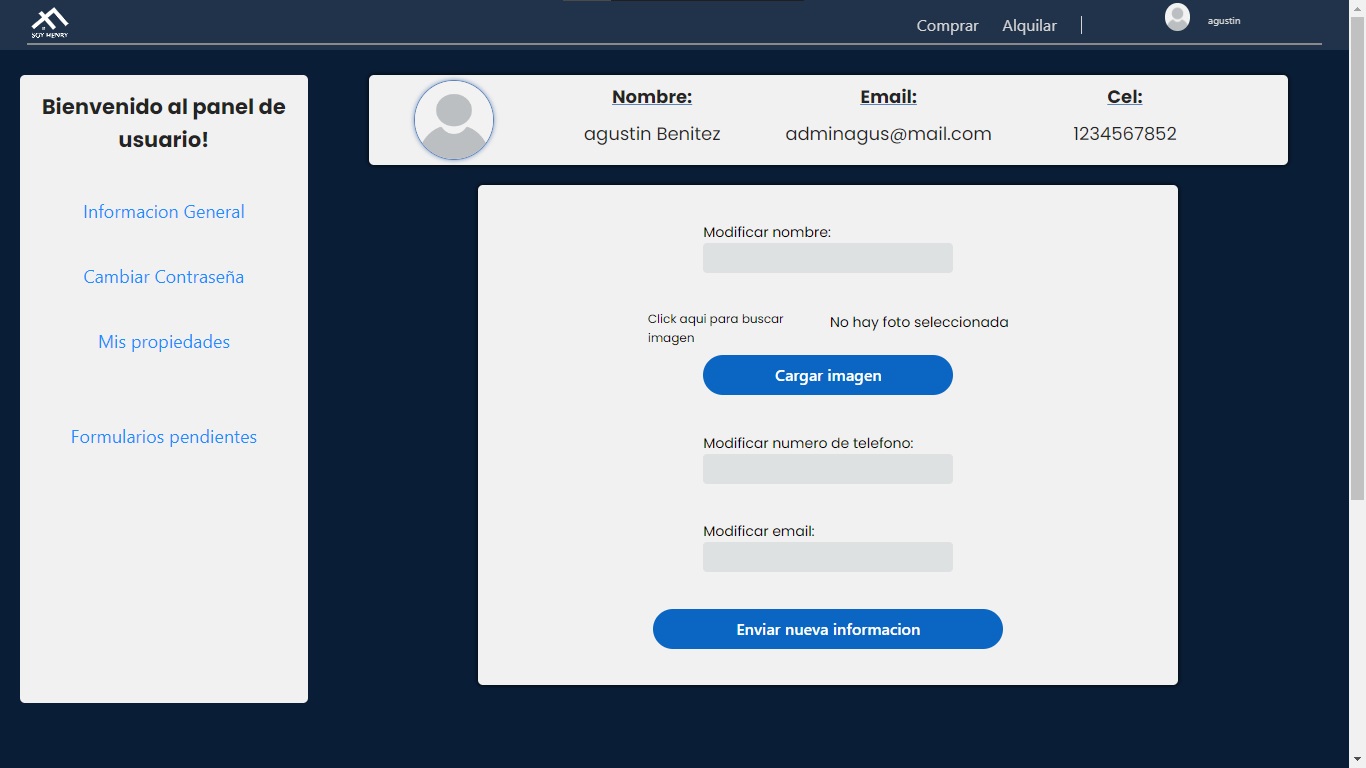 SOY HENRY
Comprar
Alquilar
agustin
Bienvenido al panel de
usuario!
Informacion General
Cambiar Contraseña
Mis propiedades
Formularios pendientes
Nombre:
agustin Benitez
Email:
adminagus@mail.com
Cel:
1234567852
Modificar nombre:
Click aqui para buscar
imagen
No hay foto seleccionada
Cargar imagen
Modificar numero de telefono:
Modificar email:
Enviar nueva informacion